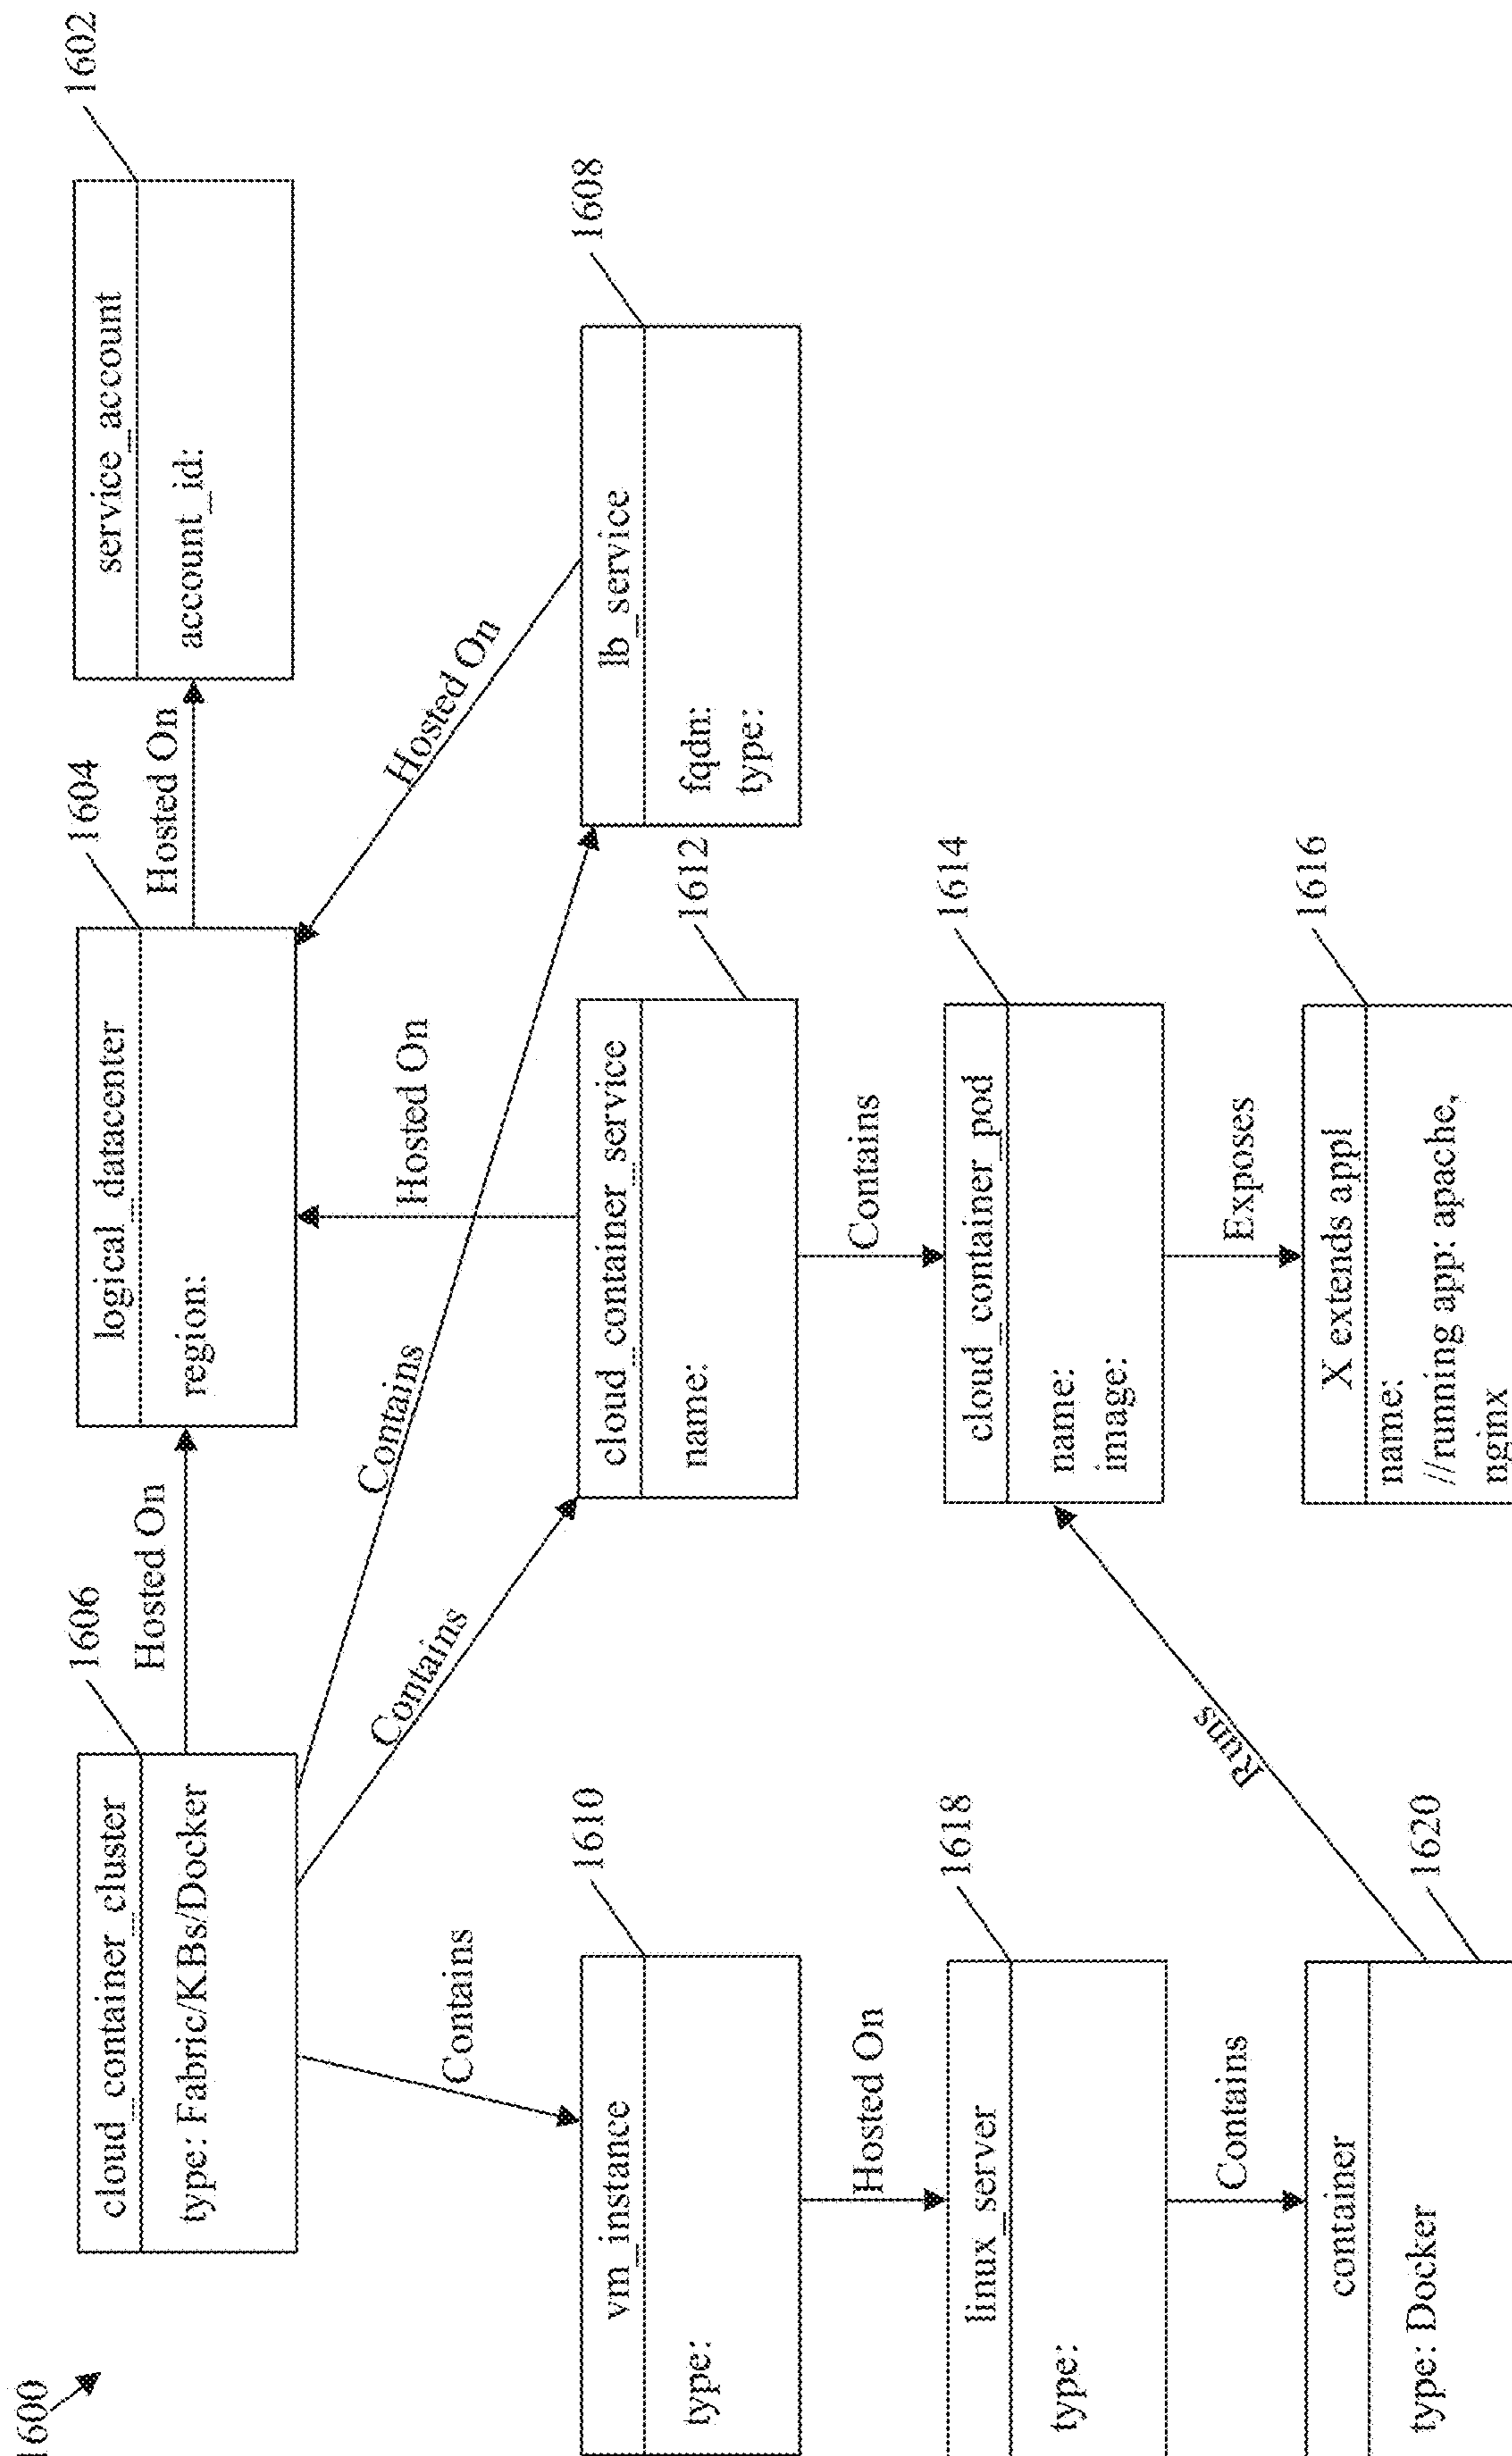 1600
1606
cloud_container_cluster
type: Fabric/KBs/Docker
Hosted On
1604
logical_datacenter
region:
Hosted On
1602
service_account
account_id:
Contains
Contains
Contains
Hosted On
Hosted On
1610
vm_instance
type:
1612
cloud_container_service
name:
1608
lb_service
fqdn:
type:
Hosted On
Contains
1618
linux_server
type:
1614
cloud_container_pod
name:
image:
Contains
Runs
Exposes
1620
container
type: Docker
1616
X extends appl
name:
//running app: apache,
nginx